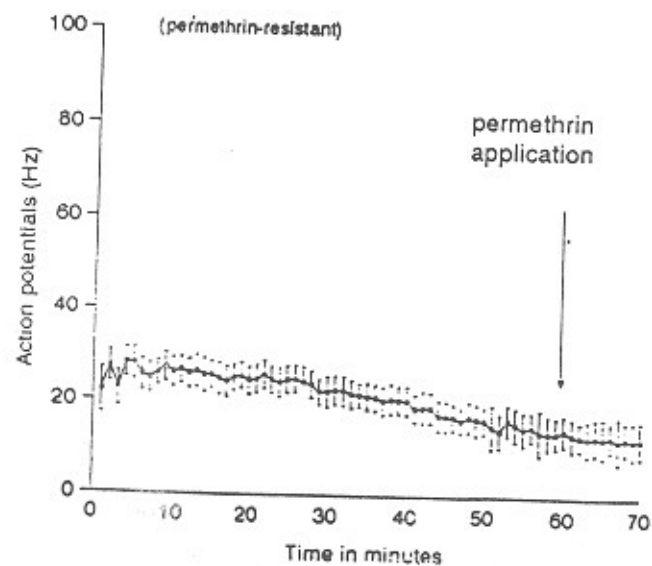 (permethrin-resistant)
100
80
60
40
20
0
Action potentials (Hz)
permethrin
application
0 10 20 30 40 50 60 70
Time in minutes